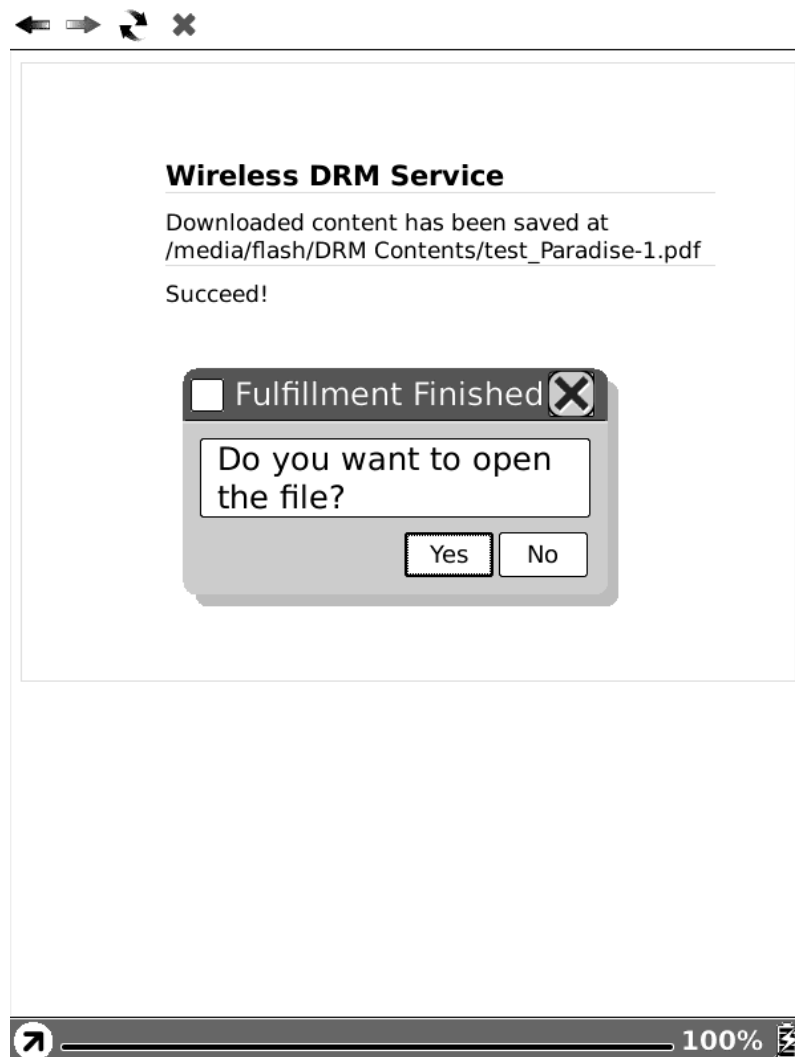 Wireless DRM Service
Downloaded content has been saved at
/media/flash/DRM Contents/test_Paradise-1.pdf
Succeed!
Fulfillment Finished
Do you want to open
the file?
Yes No
100%